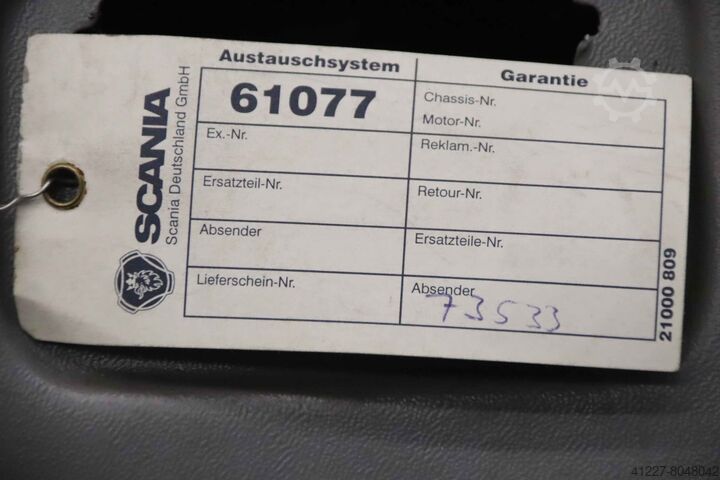 SCANIA
Scania Deutschland GmbH
Austauschsystem
Garantie
61077
Chassis-Nr.
Motor-Nr.
Ex.-Nr.
Reklam.-Nr.
Ersatzteil-Nr.
Retour-Nr.
Absender
Ersatzteile-Nr.
Lieferschein-Nr.
Absender
73533
21000 809
41227-8048042